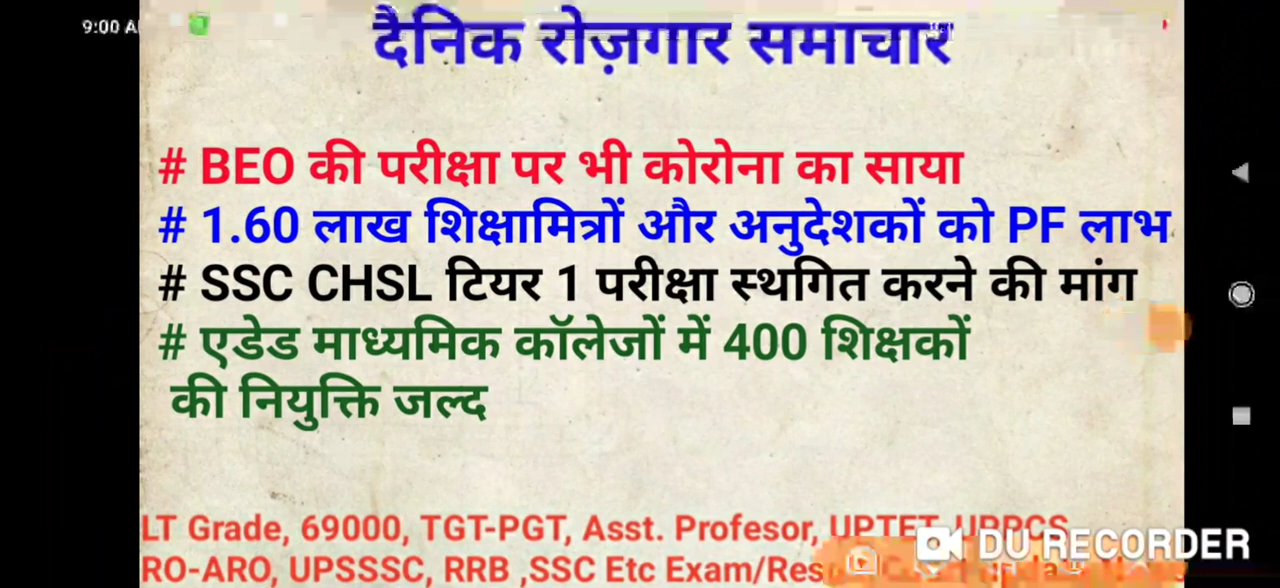 9:00 A
दैनिक रोज़गार समाचार
# BEO की परीक्षा पर भी कोरोना का साया
# 1.60 लाख शिक्षामित्रों और अनुदेशकों को PF लाभ
# SSC CHSL टियर 1 परीक्षा स्थगित करने की मांग
# एडेड माध्यमिक कॉलेजों में 400 शिक्षकों
की नियुक्ति जल्द
LT Grade, 69000, TGT-PGT, Asst. Profesor, UPTET, UPPCS
DU RECORDER
RO-ARO, UPSSSC, RRB ,SSC Etc Exam/Res